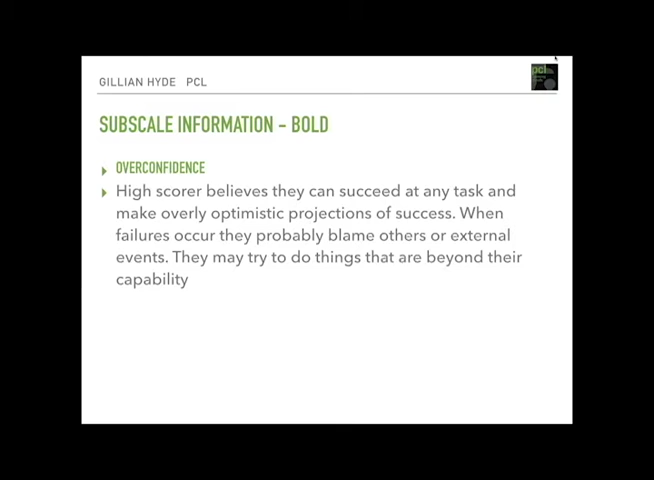 GILLIAN HYDE PCL
pcl
SUBSCALE INFORMATION - BOLD
OVERCONFIDENCE
High scorer believes they can succeed at any task and
make overly optimistic projections of success. When
failures occur they probably blame others or external
events. They may try to do things that are beyond their
capability